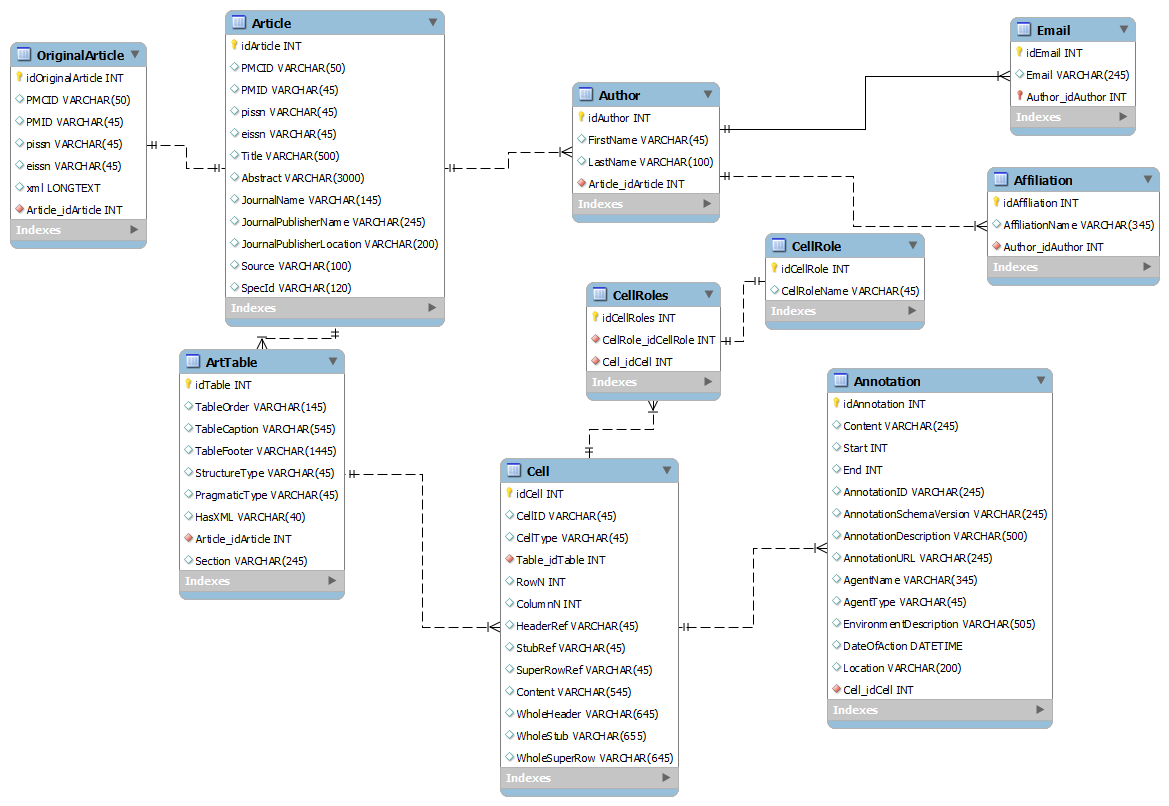 OriginalArticle
idOriginalArticle INT
PMCID VARCHAR(50)
PMID VARCHAR(45)
pissn VARCHAR(45)
eissn VARCHAR(45)
xml LONGTEXT
Article_idArticle INT
Indexes
Article
idArticle INT
PMCID VARCHAR(50)
PMID VARCHAR(45)
pissn VARCHAR(45)
eissn VARCHAR(45)
Title VARCHAR(500)
Abstract VARCHAR(3000)
JournalName VARCHAR(145)
JournalPublisherName VARCHAR(245)
JournalPublisherLocation VARCHAR(200)
Source VARCHAR(100)
SpecId VARCHAR(120)
Indexes
Author
idAuthor INT
FirstName VARCHAR(45)
LastName VARCHAR(100)
Article_idArticle INT
Indexes
Email
idEmail INT
Email VARCHAR(245)
Author_idAuthor INT
Indexes
Affiliation
idAffiliation INT
AffiliationName VARCHAR(345)
Author_idAuthor INT
Indexes
CellRole
idCellRole INT
CellRoleName VARCHAR(45)
Indexes
CellRoles
idCellRoles INT
CellRole_idCellRole INT
Cell_idCell INT
Indexes
ArtTable
idTable INT
TableOrder VARCHAR(145)
TableCaption VARCHAR(545)
TableFooter VARCHAR(1445)
StructureType VARCHAR(45)
PragmaticType VARCHAR(45)
HasXML VARCHAR(40)
Article_idArticle INT
Section VARCHAR(245)
Indexes
Cell
idCell INT
CellID VARCHAR(45)
CellType VARCHAR(45)
Table_idTable INT
RowN INT
ColumnN INT
HeaderRef VARCHAR(45)
StubRef VARCHAR(45)
SuperRowRef VARCHAR(45)
Content VARCHAR(545)
WholeHeader VARCHAR(645)
WholeStub VARCHAR(655)
WholeSuperRow VARCHAR(645)
Indexes
Annotation
idAnnotation INT
Content VARCHAR(245)
Start INT
End INT
AnnotationID VARCHAR(245)
AnnotationSchemaVersion VARCHAR(245)
AnnotationDescription VARCHAR(500)
AnnotationURL VARCHAR(245)
AgentName VARCHAR(345)
AgentType VARCHAR(45)
EnvironmentDescription VARCHAR(505)
DateOfAction DATETIME
Location VARCHAR(200)
Cell_idCell INT
Indexes